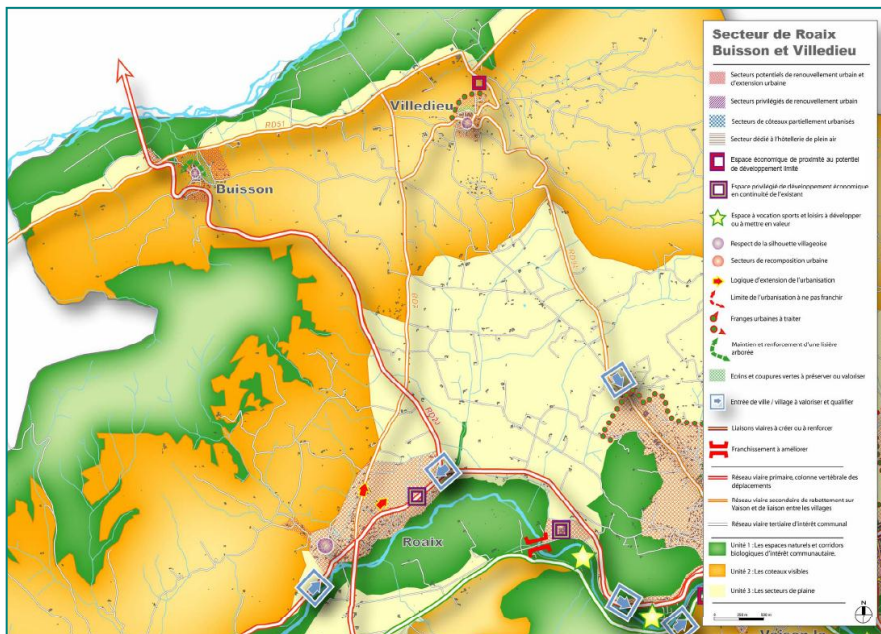 Secteur de Roaix
Buisson et Villedieu
Secteurs potentiels de renouvellement urbain et
d'extension urbaine
Secteurs privilégiés de renouvellement urbain
Secteurs de côteaux partiellement urbanisés
Secteur dédié à l'hôtellerie de plein air
Espace économique de proximité au potentiel
de développement limité
Espace privilégié de développement économique
en continuité de l'existant
Espace à vocation sports et loisirs à développer
ou à mettre en valeur
Respect de la silhouette villageoise
Secteurs de recomposition urbaine
Logique d'extension de l'urbanisation
Limite de l'urbanisation à ne pas franchir
Franges urbaines à traiter
Maintien et renforcement d'une lisière
arborée
Ecrins et coupures vertes à préserver ou valoriser
Entrée de ville / village à valoriser et qualifier
Liaisons viaires à créer ou à renforcer
Franchissement à améliorer
Réseau viaire primaire, colonne vertébrale des
déplacements
Réseau viaire secondaire de rabattement sur
Vaison et de liaison entre les villages
Réseau viaire tertiaire d'intérêt communal
Unité 1 : Les espaces naturels et corridors
biologiques d'intérêt communautaire.
Unité 2 : Les coteaux visibles
Unité 3 : Les secteurs de plaine
Villedieu
RD51
Buisson
Roaix